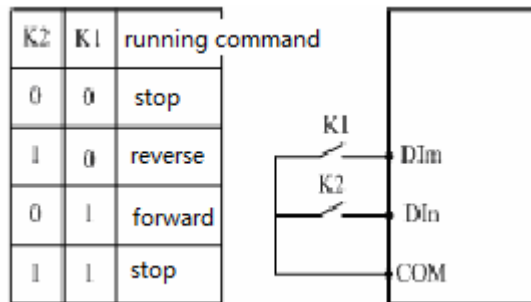 K2 K1 running command
0 0 stop
1 0 reverse
0 1 forward
1 1 stop
K1
DIm
K2
DIn
COM